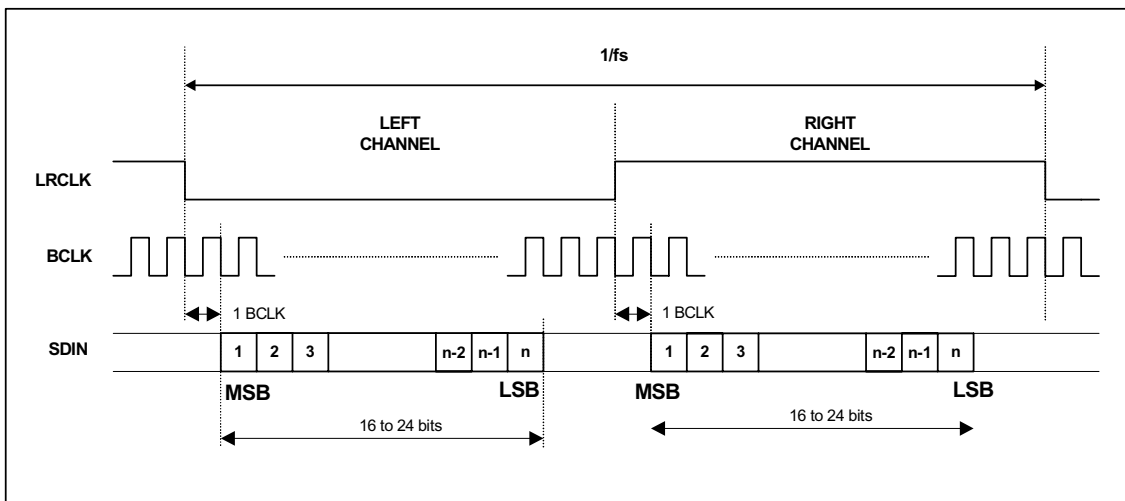 1/fs
LEFT
CHANNEL
RIGHT
CHANNEL
LRCLK
BCLK
1 BCLK
1 BCLK
SDIN
1 2 3 n-2 n-1 n
1 2 3 n-2 n-1 n
MSB
LSB
MSB
LSB
16 to 24 bits
16 to 24 bits